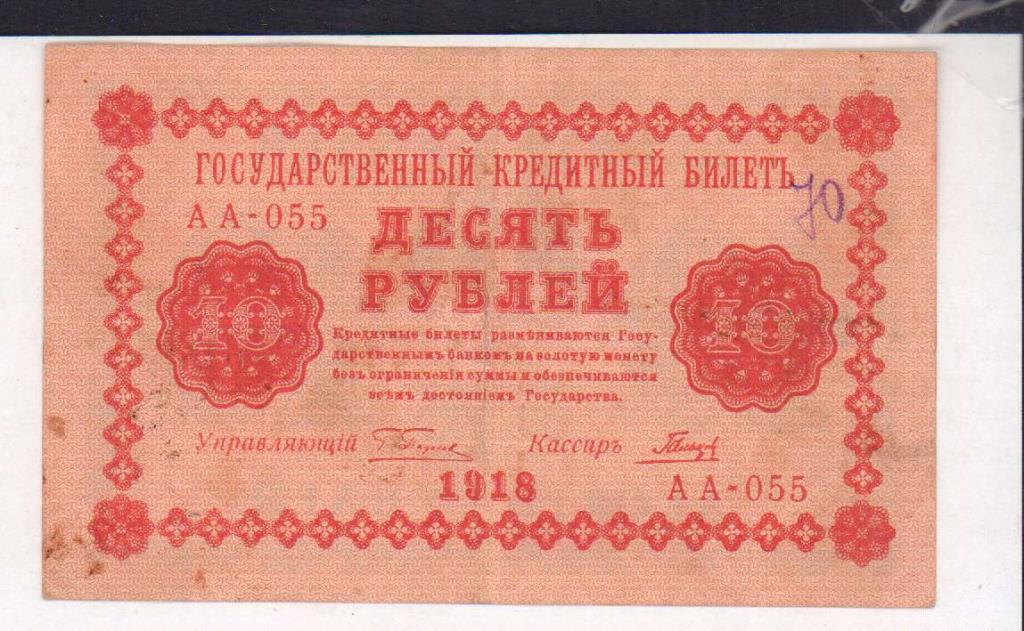 ГОСУДАРСТВЕННЫЙ КРЕДИТНЫЙ БИЛЕТЪ
70
АА-055
ДЕСЯТЬ
РУБЛЕЙ
10
10
Кредитные билеты размѣниваются Госу-
дарственнымъ банкомъ на золотую монету
безъ ограниченія суммы и обезпечиваются
всѣмъ достояніемъ Государства.
Управляющій
Кассиръ
1918
АА-055